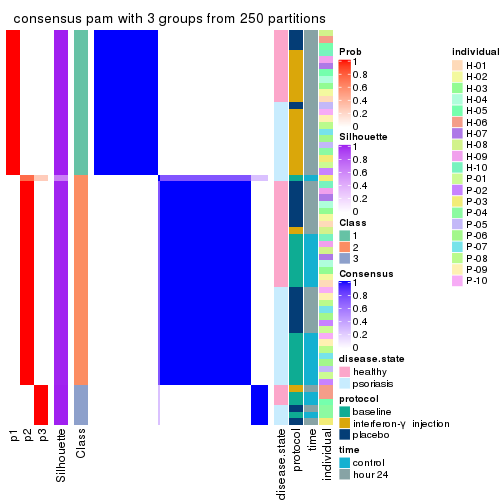 consensus pam with 3 groups from 250 partitions
Prob
1
0.8
0.6
0.4
0.2
0
Silhouette
1
0.8
0.6
0.4
0.2
0
Class
1
2
3
Consensus
1
0.8
0.6
0.4
0.2
0
disease.state
healthy
psoriasis
protocol
baseline
interferon-γ injection
placebo
time
control
hour 24
individual
H-01
H-02
H-03
H-04
H-05
H-06
H-07
H-08
H-09
H-10
P-01
P-02
P-03
P-04
P-05
P-06
P-07
P-08
P-09
P-10
p1
p2
p3
Silhouette
Class
disease.state
protocol
time
individual